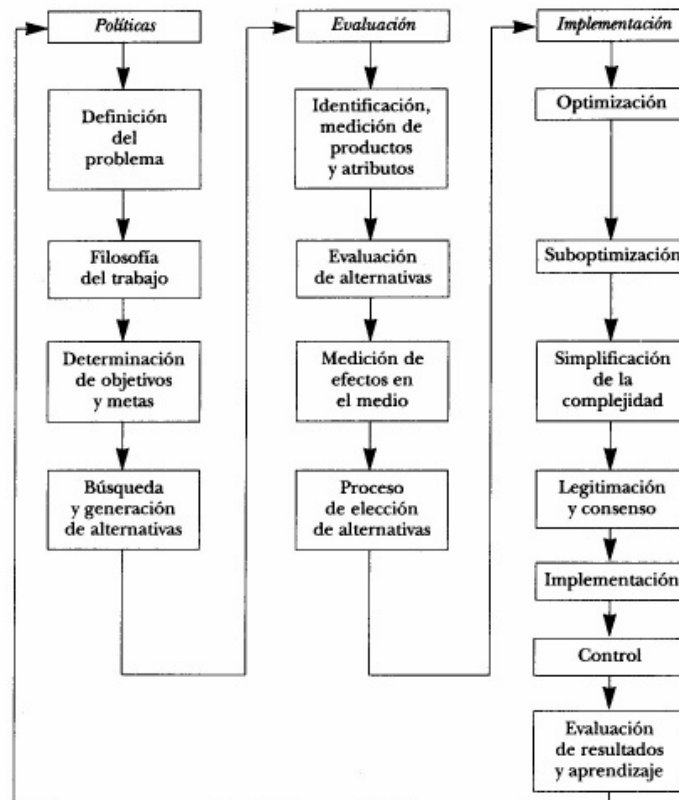 Políticas
Definición
del
problema
Filosofía
del trabajo
Determinación
de objetivos
y metas
Búsqueda
y generación
de alternativas
Evaluación
Identificación,
medición de
productos
y atributos
Evaluación
de alternativas
Medición de
efectos en
el medio
Proceso
de elección
de alternativas
Implementación
Optimización
Suboptimización
Simplificación
de la
complejidad
Legitimación
y consenso
Implementación
Control
Evaluación
de resultados
y aprendizaje